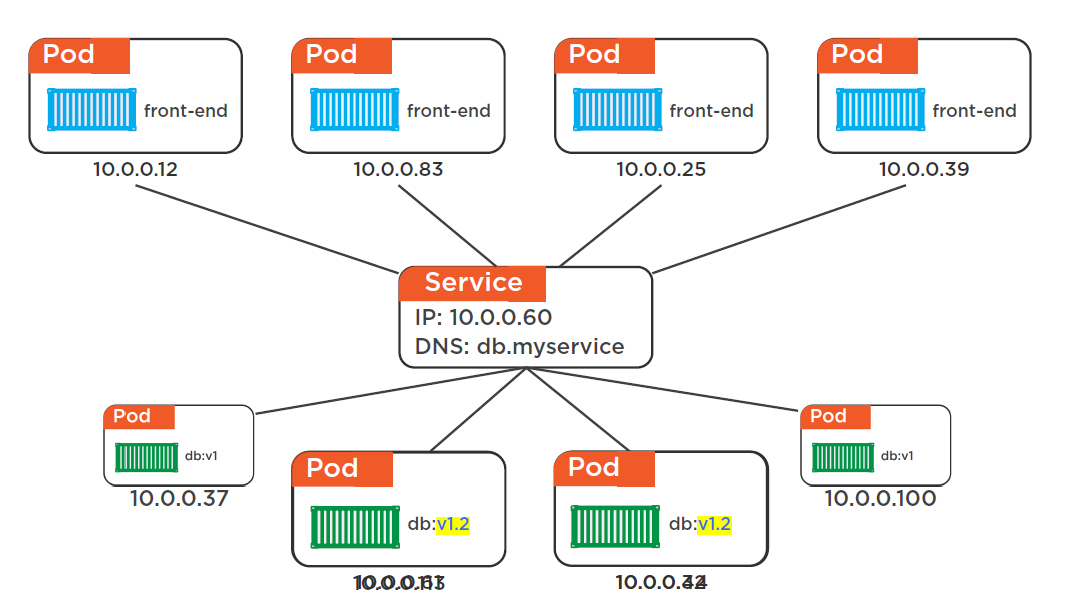 Pod
front-end
10.0.0.12
Pod
front-end
10.0.0.83
Pod
front-end
10.0.0.25
Pod
front-end
10.0.0.39
Service
IP: 10.0.0.60
DNS: db.myservice
Pod
db:v1
10.0.0.37
Pod
db:v1.2
Pod
db:v1.2
Pod
db:v1
10.0.0.100